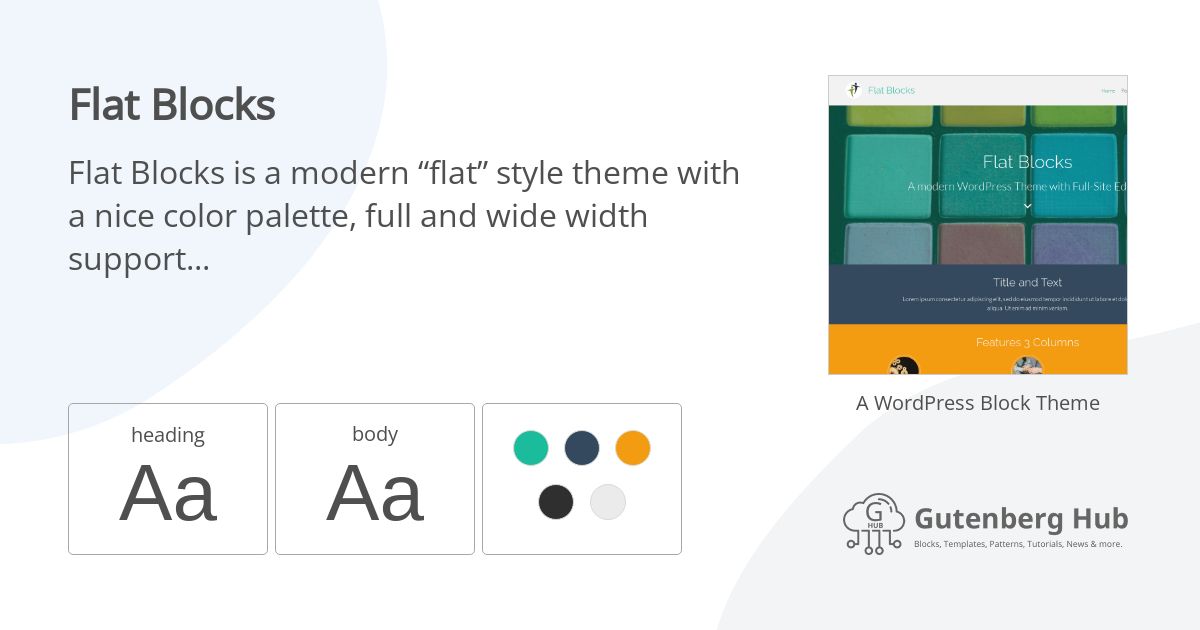 Flat Blocks
Flat Blocks is a modern “flat” style theme with
a nice color palette, full and wide width
support...
heading
Aa
body
Aa
Flat Blocks
Home
Flat Blocks
A modern WordPress Theme with Full-Site Ed
Title and Text
Lorem ipsum consectetur adipiscing elit, sed do eiusmod tempor incididunt ut labore et dol
aliqua. Ut enim ad minim veniam.
Features 3 Columns
A WordPress Block Theme
G
HUB
Gutenberg Hub
Blocks, Templates, Patterns, Tutorials, News & more.